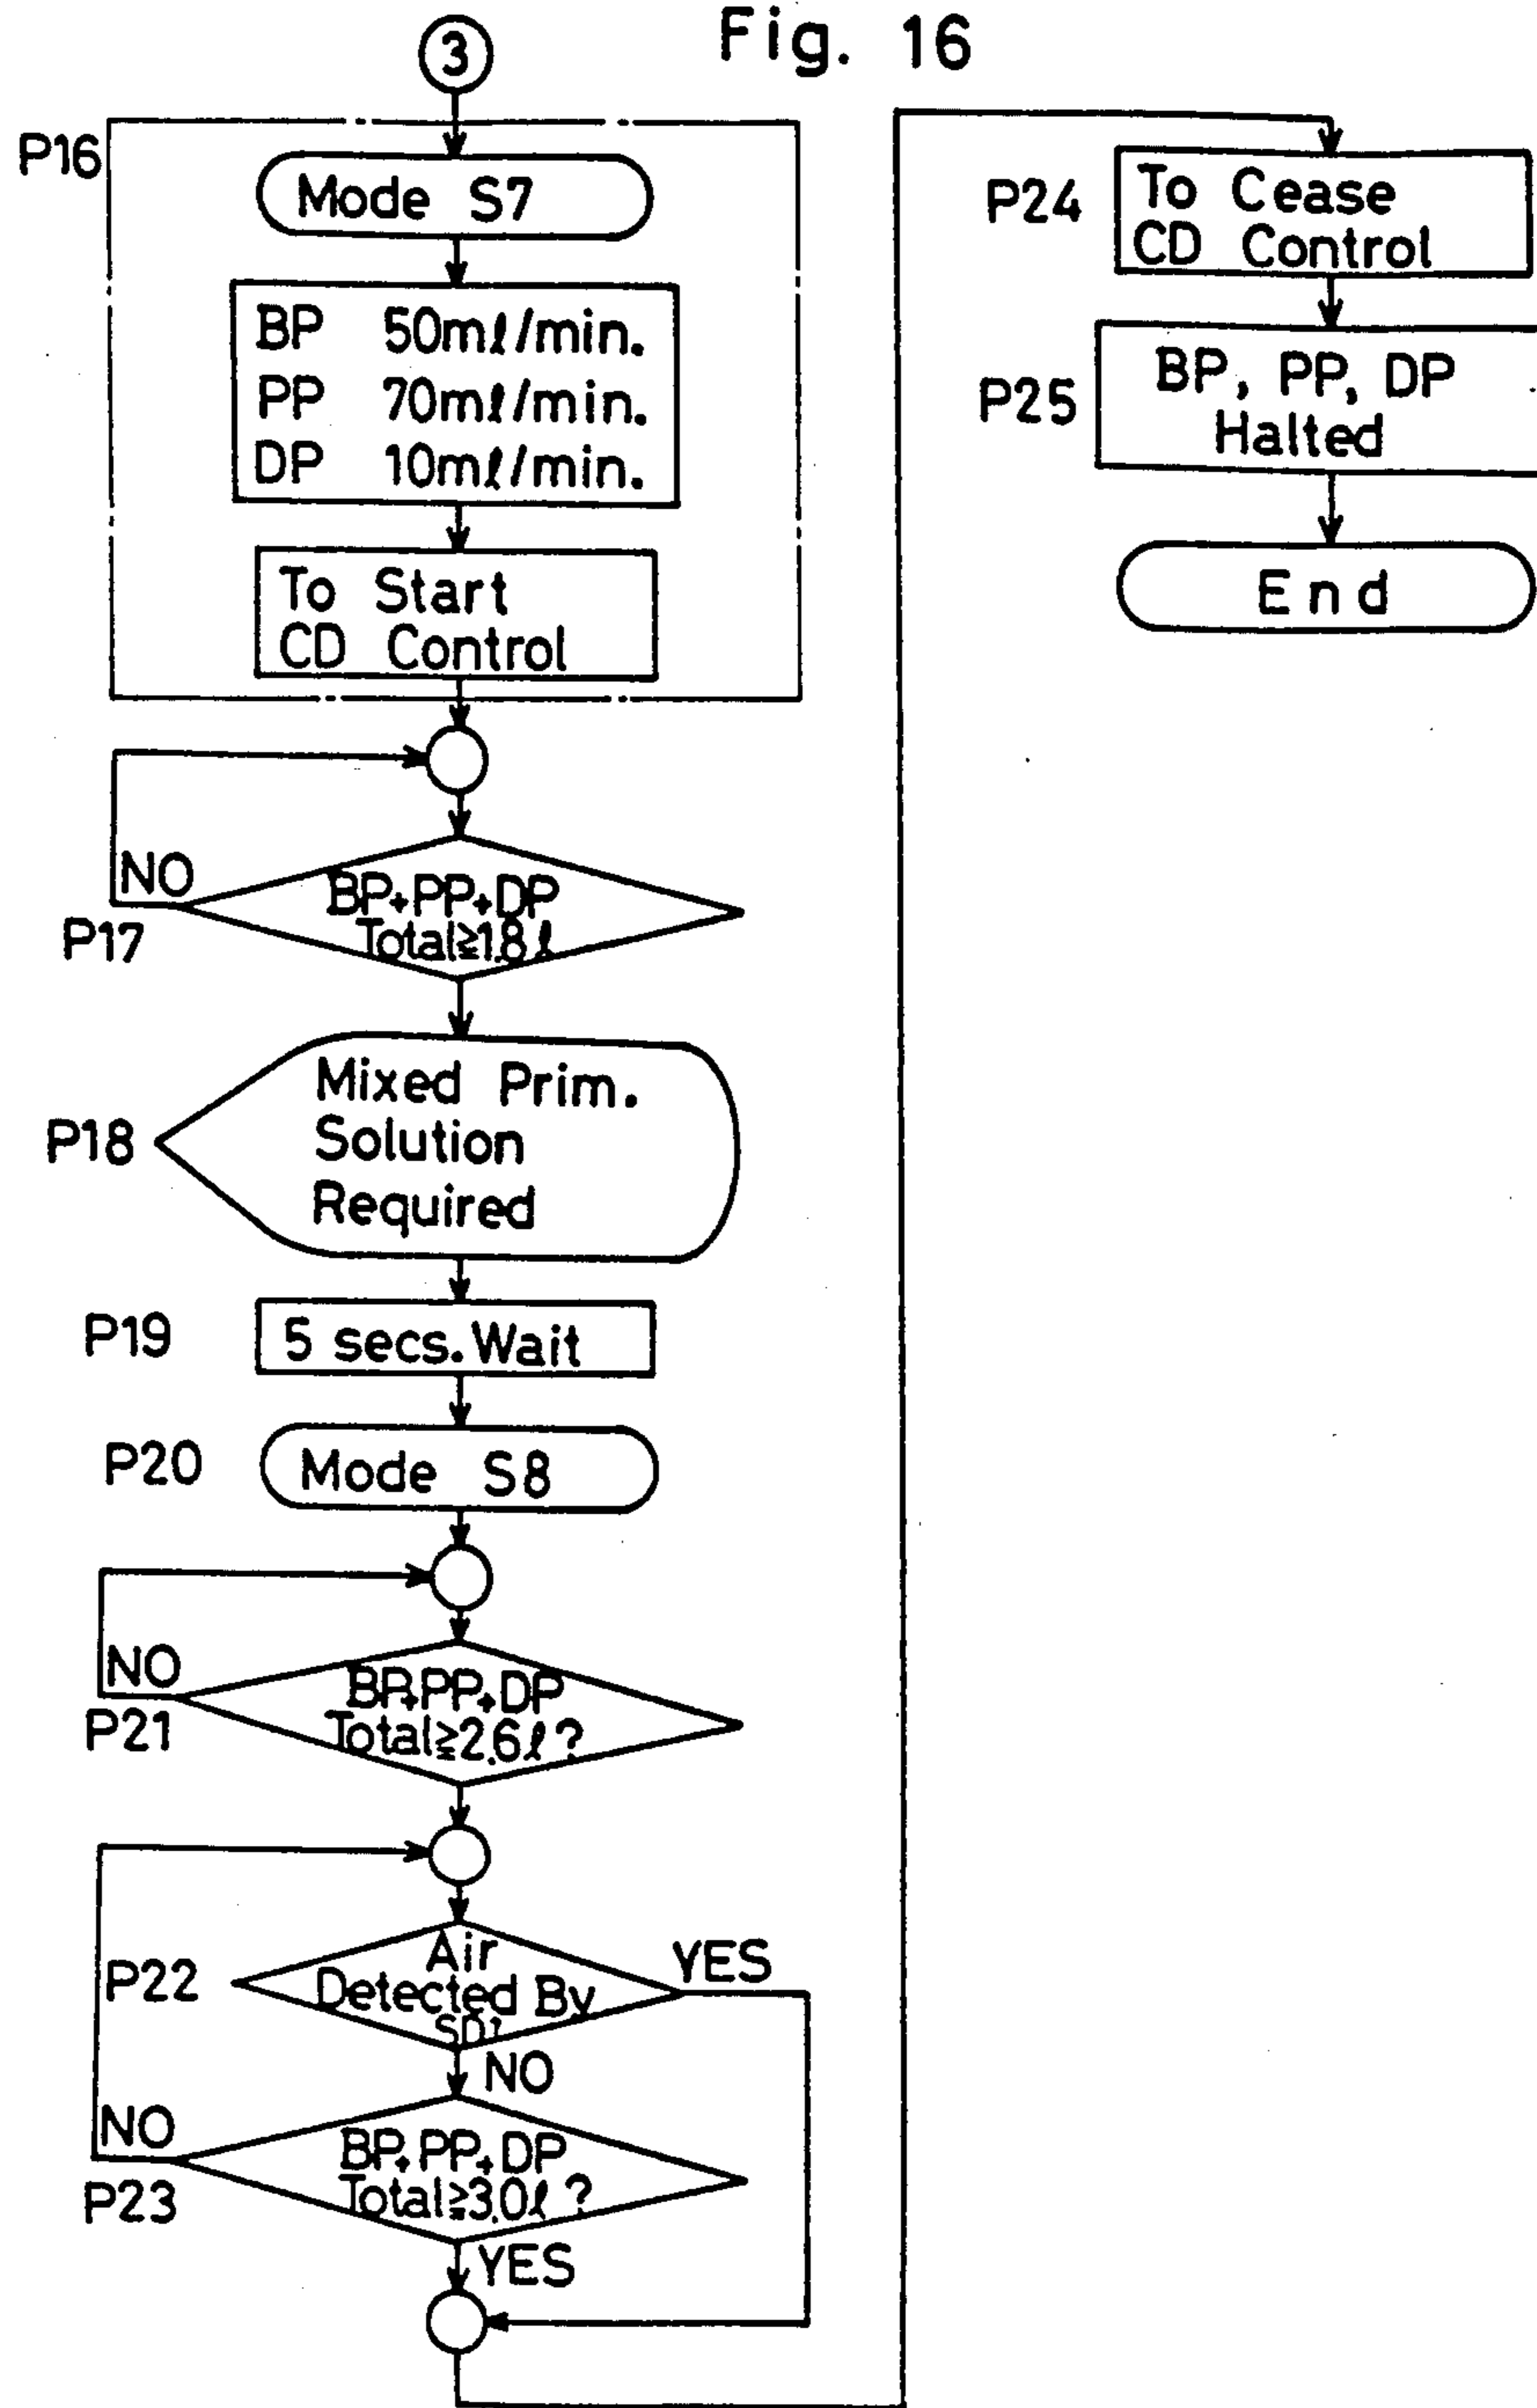 Fig. 16
3
P16
Mode S7
BP 50ml/min.
PP 70ml/min.
DP 10ml/min.
To Start
CD Control
NO
BP+PP+DP
Total≧1.8l
P17
Mixed Prim.
Solution
Required
P18
P19
5 secs. Wait
P20
Mode S8
NO
BP+PP+DP
Total≧2.6l?
P21
P22
Air
Detected By
YES
NO
NO
BP+PP+DP
Total≧3.0l?
P23
YES
P24
To Cease
CD Control
P25
BP, PP, DP
Halted
End